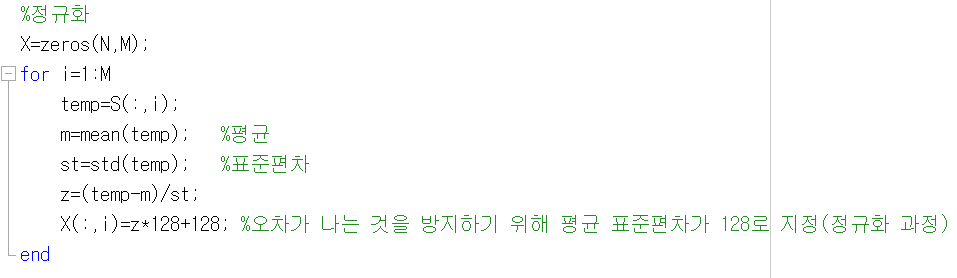 %정규화
X=zeros(N,M);
for i=1:M
temp=S(:,i);
m=mean(temp); %평균
st=std(temp); %표준편차
z=(temp-m)/st;
X(:,i)=z*128+128; %오차가 나는 것을 방지하기 위해 평균 표준편차가 128로 지정(정규화 과정)
end